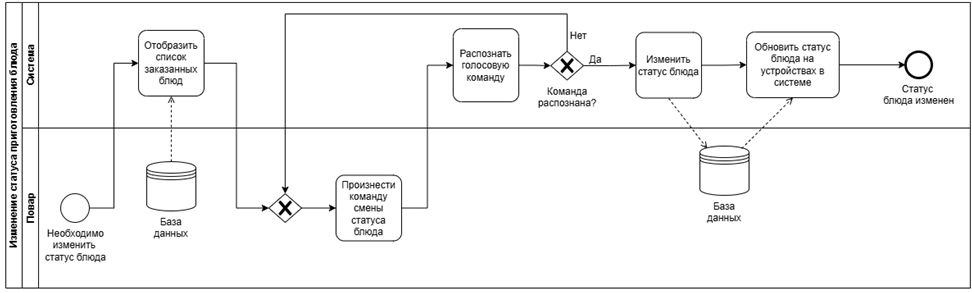 Изменение статуса приготовления блюда
Система
Повар
Отобразить
список
заказанных
блюд
Распознать
голосовую
команду
Нет
Да
Команда
распознана?
Изменить
статус блюда
Обновить статус
блюда на
устройствах в
системе
Статус
блюда изменен
Необходимо
изменить
статус блюда
База
данных
Произнести
команду
смены
статуса
блюда
База
данных